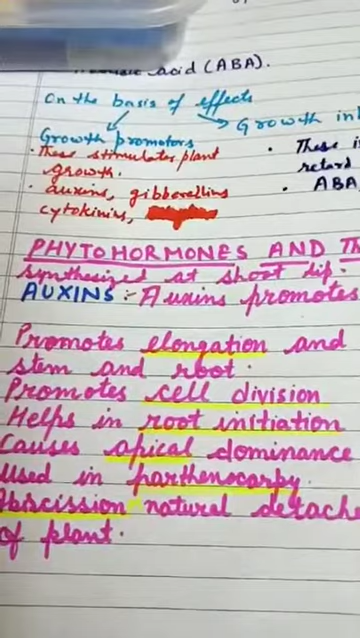 acid (ABA).
On the basis of effects
Growth promotors
Growth in
• These stimulates plant
growth.
• These i
retard
• auxins, gibberellins
cytokinins,
• ABA,
PHYTOHORMONES AND TH
synthesized at shoot tip.
AUXINS :- Auxins promotes
Promotes elongation and
stem and root.
Promotes cell division
Helps in root initiation
Causes apical dominance
Used in parthenocarpy.
Abscission natural detache
of plant.